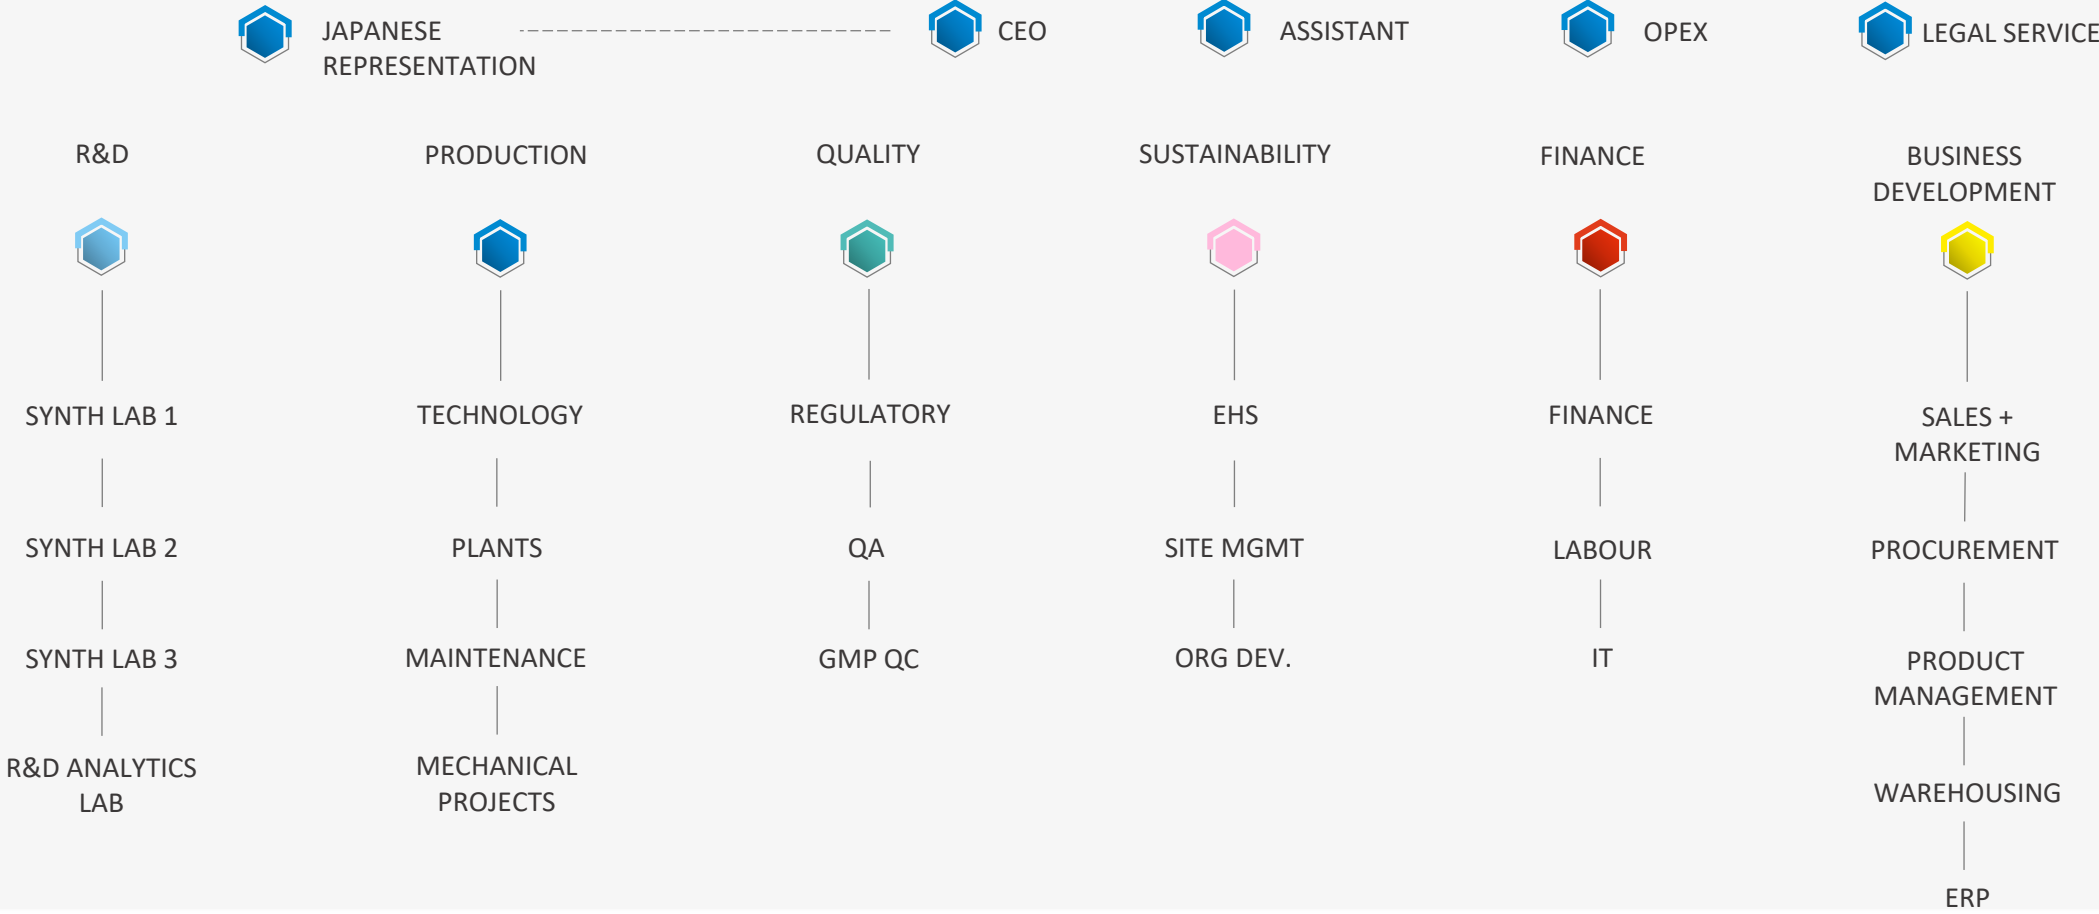 JAPANESE
REPRESENTATION
CEO
ASSISTANT
OPEX
LEGAL SERVICE
R&D
PRODUCTION
QUALITY
SUSTAINABILITY
FINANCE
BUSINESS
DEVELOPMENT
SYNTH LAB 1
TECHNOLOGY
REGULATORY
EHS
FINANCE
SALES +
MARKETING
SYNTH LAB 2
PLANTS
QA
SITE MGMT
LABOUR
PROCUREMENT
SYNTH LAB 3
MAINTENANCE
GMP QC
ORG DEV.
IT
PRODUCT
MANAGEMENT
R&D ANALYTICS
LAB
MECHANICAL
PROJECTS
WAREHOUSING
ERP